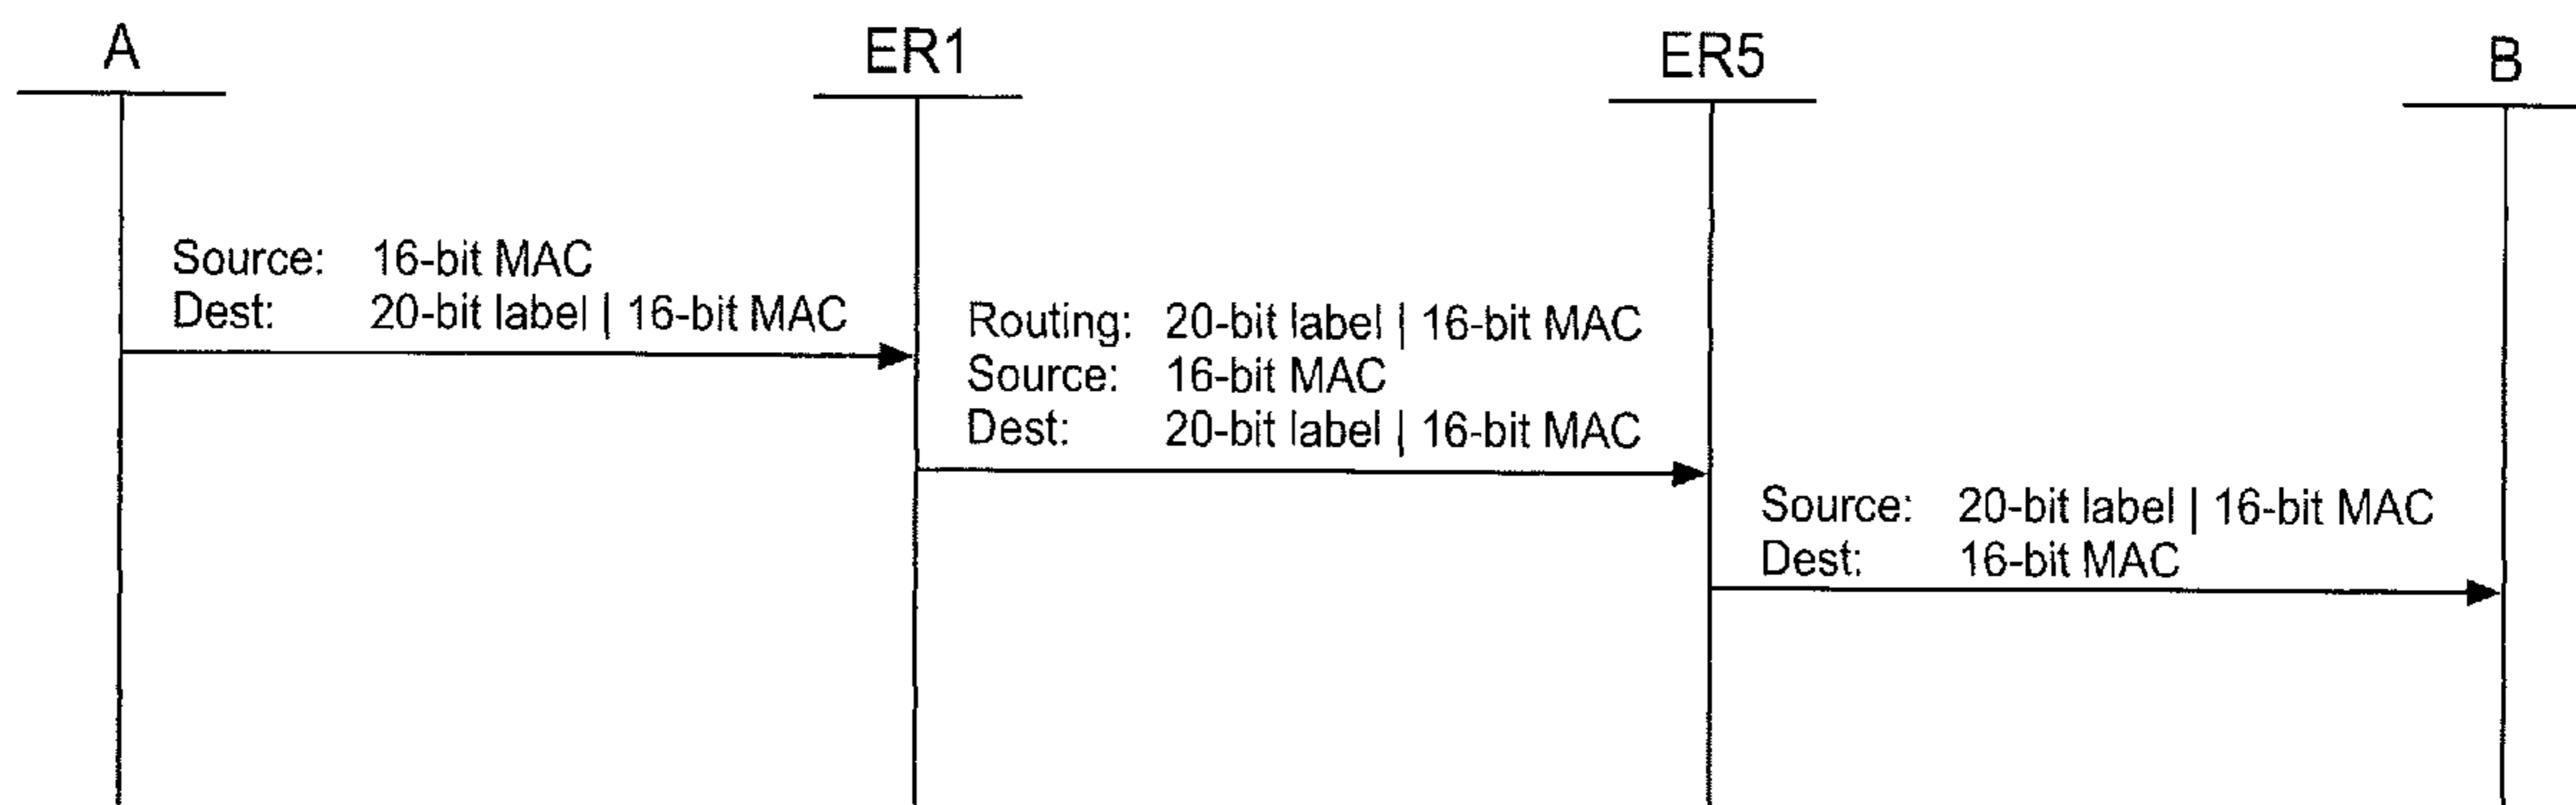 A
ER1
ER5
B
Source: 16-bit MAC
Dest: 20-bit label | 16-bit MAC
Routing: 20-bit label | 16-bit MAC
Source: 16-bit MAC
Dest: 20-bit label | 16-bit MAC
Source: 20-bit label | 16-bit MAC
Dest: 16-bit MAC